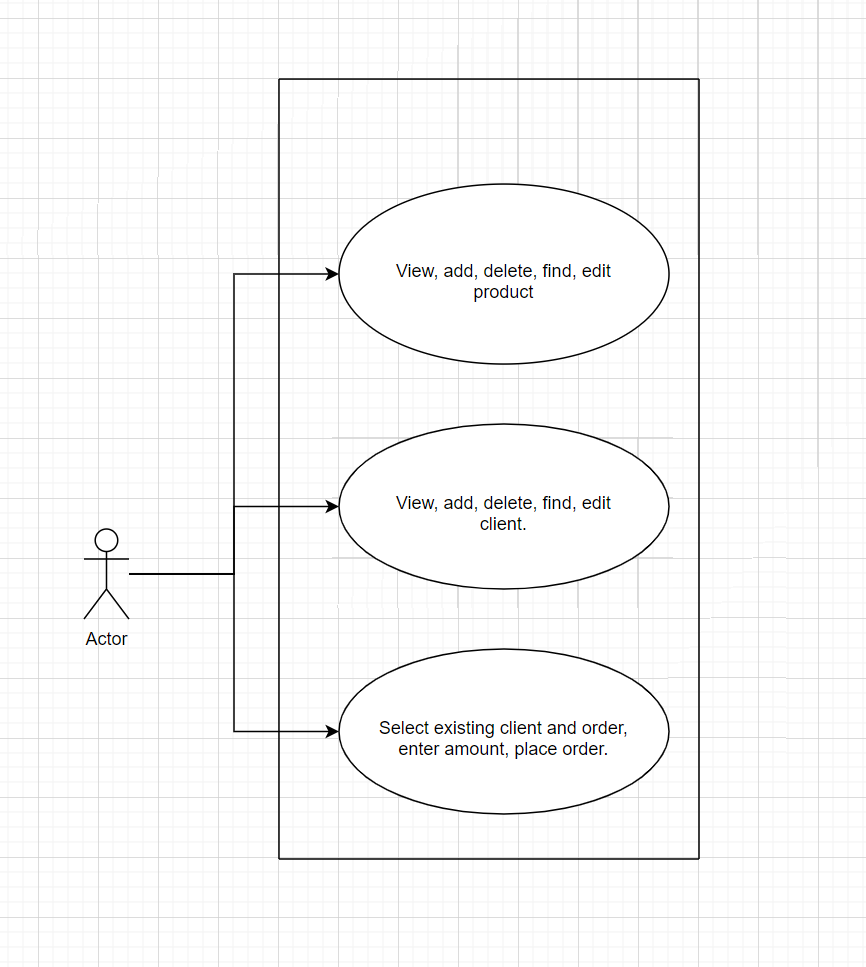 View, add, delete, find, edit
product
View, add, delete, find, edit
client.
Actor
Select existing client and order,
enter amount, place order.